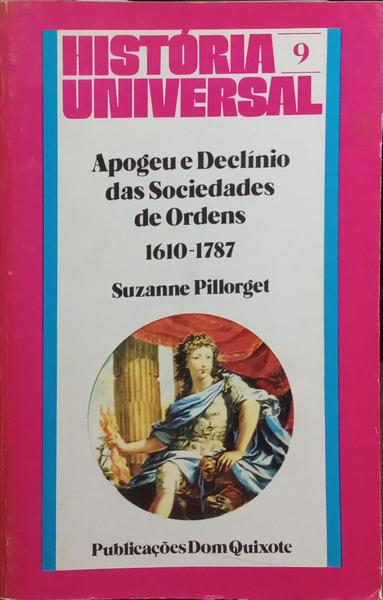 HISTÓRIA 9
UNIVERSAL
Apogeu e Declínio
das Sociedades
de Ordens
1610-1787
Suzanne Pillorget
Publicações Dom Quixote